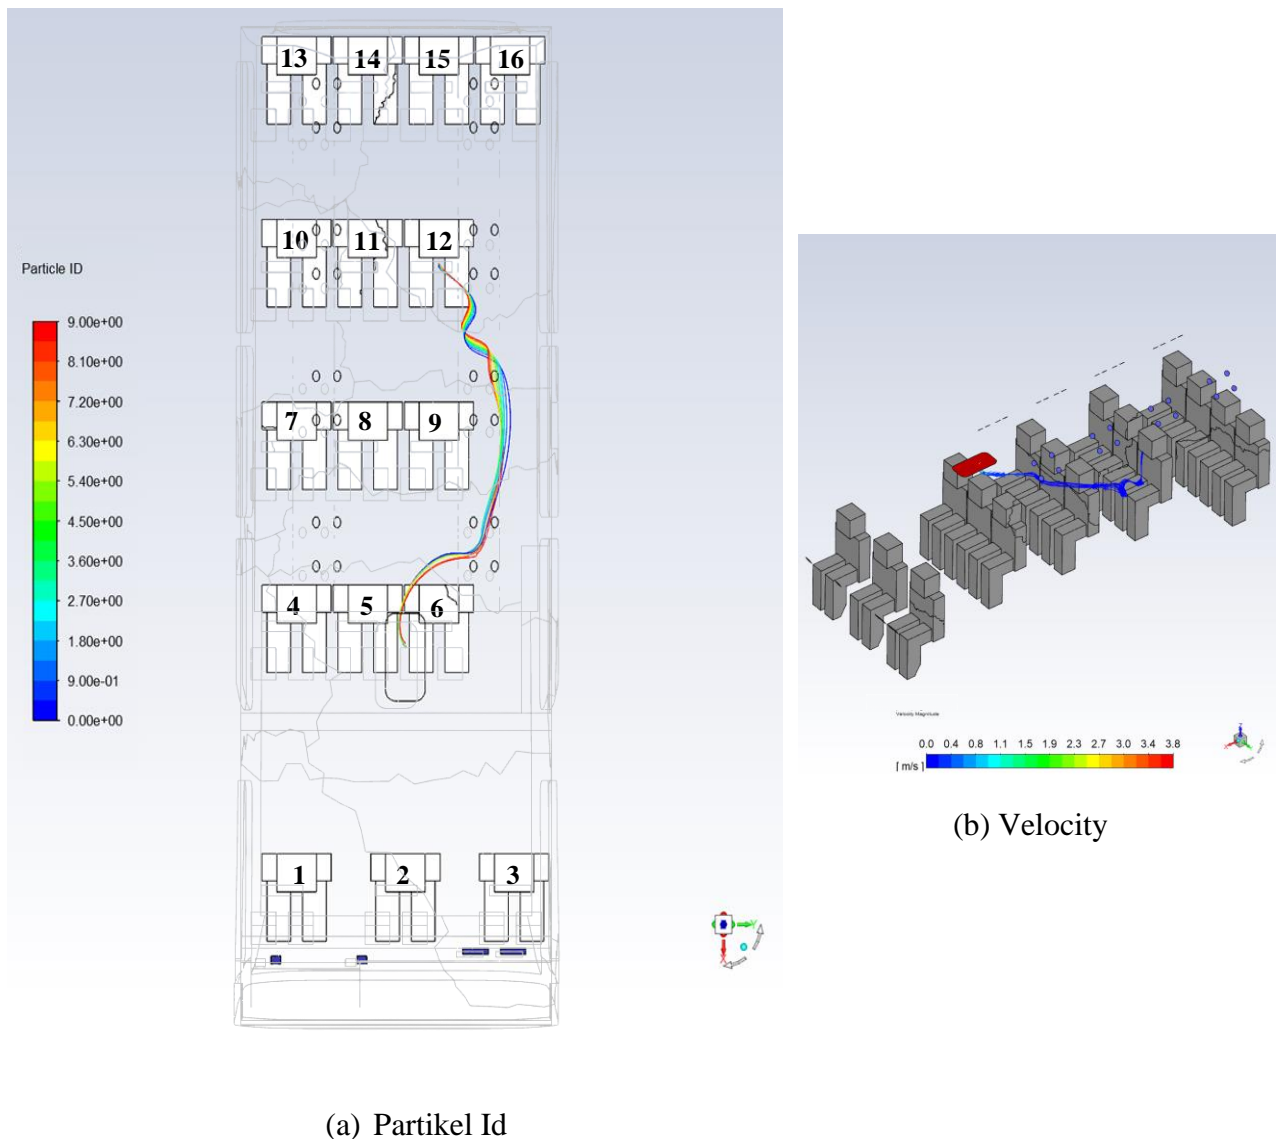 13 14 15 16
10 11 12
Particle ID
9.00e+00
8.10e+00
7.20e+00
6.30e+00
5.40e+00
4.50e+00
3.60e+00
2.70e+00
1.80e+00
9.00e-01
0.00e+00
7 8 9
4 5 6
1 2 3
Y
X
(a) Partikel Id
Velocity Magnitude
0.0 0.4 0.8 1.1 1.5 1.9 2.3 2.7 3.0 3.4 3.8
[ m/s ]
Z
X
Y
(b) Velocity